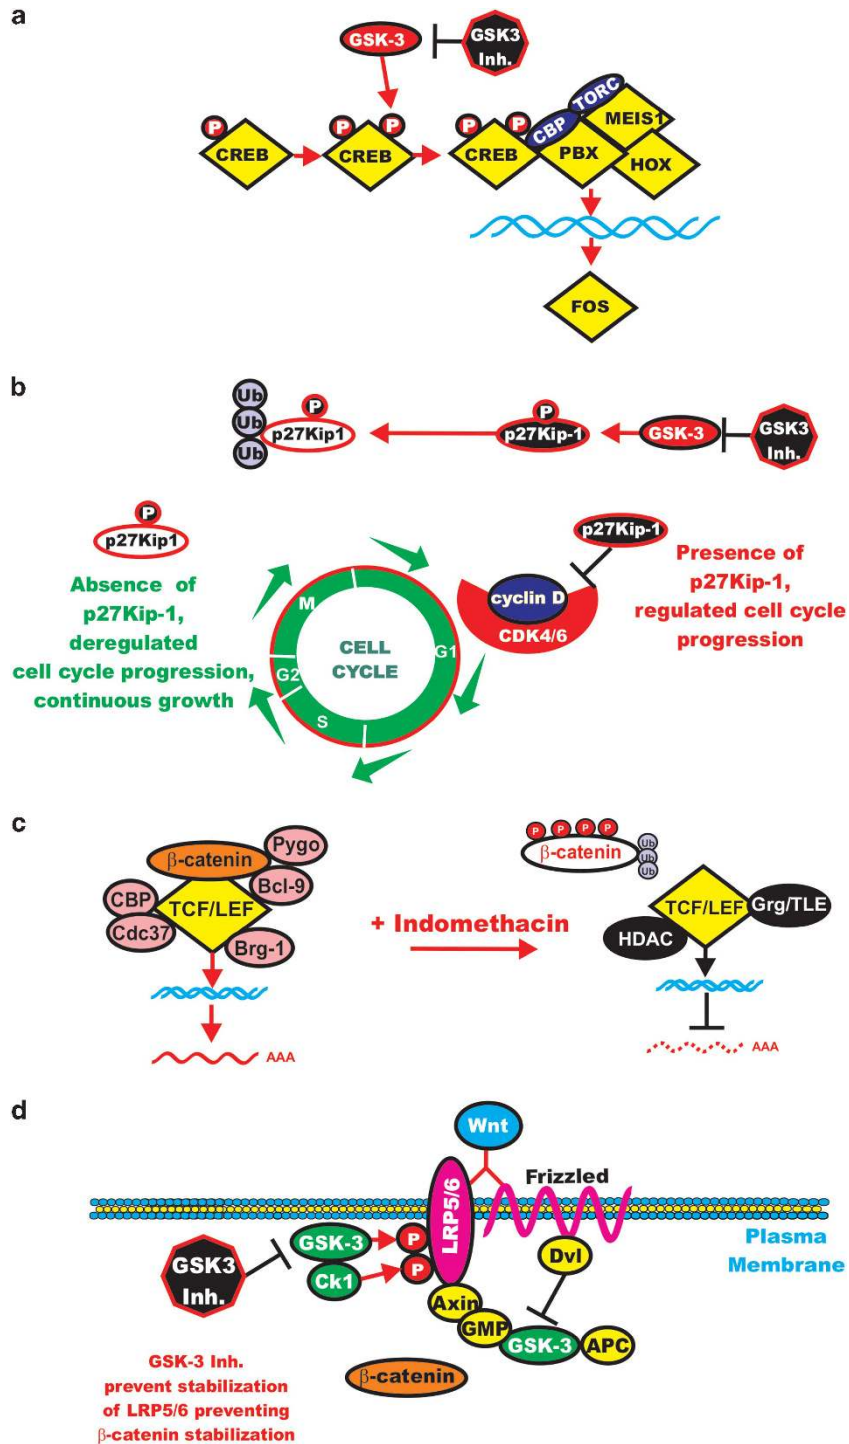 a
GSK-3
GSK3
Inh.
P
CREB
P
P
CREB
P
P
CREB
CBP
TORC
MEIS1
PBX
HOX
FOS
b
Ub
Ub
Ub
P
p27Kip1
P
p27Kip-1
GSK-3
GSK3
Inh.
P
p27Kip1
Absence of
p27Kip-1,
deregulated
cell cycle progression,
continuous growth
M
G1
G2
S
CELL
CYCLE
cyclin D
CDK4/6
p27Kip-1
Presence of
p27Kip-1,
regulated cell cycle
progression
c
β-catenin
Pygo
CBP
TCF/LEF
Bcl-9
Cdc37
Brg-1
AAA
+ Indomethacin
P
P
P
P
β-catenin
Ub
Ub
Ub
TCF/LEF
Grg/TLE
HDAC
AAA
d
Wnt
Frizzled
LRP5/6
Plasma
Membrane
GSK3
Inh.
GSK-3
P
Ck1
P
Dvl
Axin
GMP
GSK-3
APC
β-catenin
GSK-3 Inh.
prevent stabilization
of LRP5/6 preventing
β-catenin stabilization